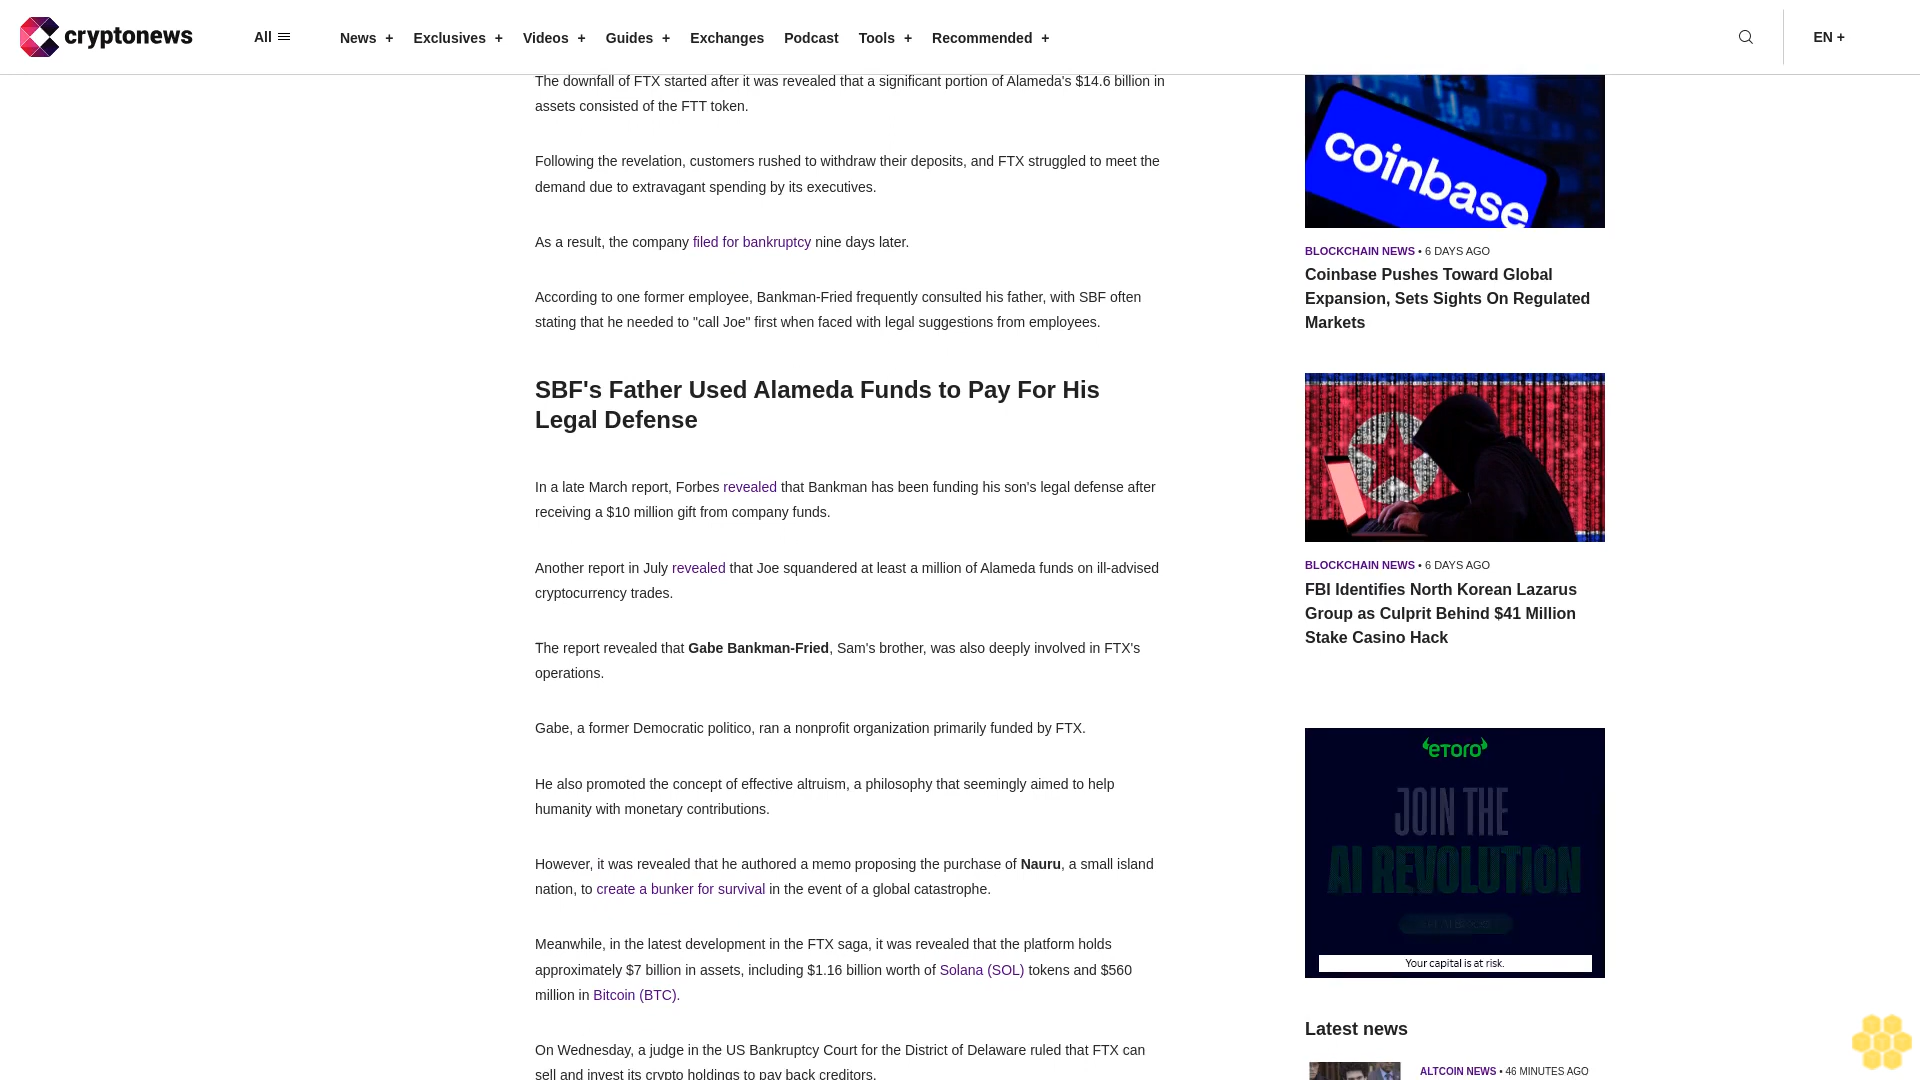 cryptonews
All
News +
Exclusives +
Videos +
Guides +
Exchanges
Podcast
Tools +
Recommended +
EN +
The downfall of FTX started after it was revealed that a significant portion of Alameda's $14.6 billion in
assets consisted of the FTT token.
Following the revelation, customers rushed to withdraw their deposits, and FTX struggled to meet the
demand due to extravagant spending by its executives.
As a result, the company filed for bankruptcy nine days later.
According to one former employee, Bankman-Fried frequently consulted his father, with SBF often
stating that he needed to "call Joe" first when faced with legal suggestions from employees.
SBF's Father Used Alameda Funds to Pay For His
Legal Defense
In a late March report, Forbes revealed that Bankman has been funding his son's legal defense after
receiving a $10 million gift from company funds.
Another report in July revealed that Joe squandered at least a million of Alameda funds on ill-advised
cryptocurrency trades.
The report revealed that Gabe Bankman-Fried, Sam's brother, was also deeply involved in FTX's
operations.
Gabe, a former Democratic politico, ran a nonprofit organization primarily funded by FTX.
He also promoted the concept of effective altruism, a philosophy that seemingly aimed to help
humanity with monetary contributions.
However, it was revealed that he authored a memo proposing the purchase of Nauru, a small island
nation, to create a bunker for survival in the event of a global catastrophe.
Meanwhile, in the latest development in the FTX saga, it was revealed that the platform holds
approximately $7 billion in assets, including $1.16 billion worth of Solana (SOL) tokens and $560
million in Bitcoin (BTC).
On Wednesday, a judge in the US Bankruptcy Court for the District of Delaware ruled that FTX can
sell and invest its crypto holdings to pay back creditors.
coinbase
BLOCKCHAIN NEWS • 6 DAYS AGO
Coinbase Pushes Toward Global
Expansion, Sets Sights On Regulated
Markets
BLOCKCHAIN NEWS • 6 DAYS AGO
FBI Identifies North Korean Lazarus
Group as Culprit Behind $41 Million
Stake Casino Hack
eToro
JOIN THE
AI REVOLUTION
Your capital is at risk.
Latest news
ALTCOIN NEWS • 46 MINUTES AGO